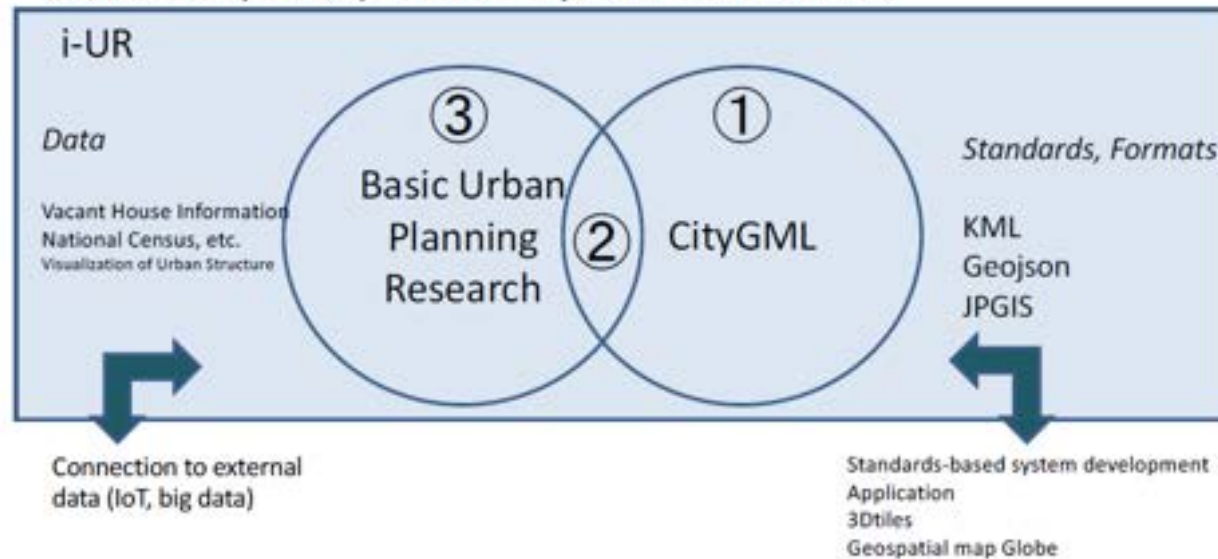 i-UR
Data
Vacant House Information
National Census, etc.
Visualization of Urban Structure
③
Basic Urban
Planning
Research
②
①
CityGML
Standards, Formats
KML
Geojson
JPGIS
Connection to external
data (IoT, big data)
Standards-based system development
Application
3Dtiles
Geospatial map Globe